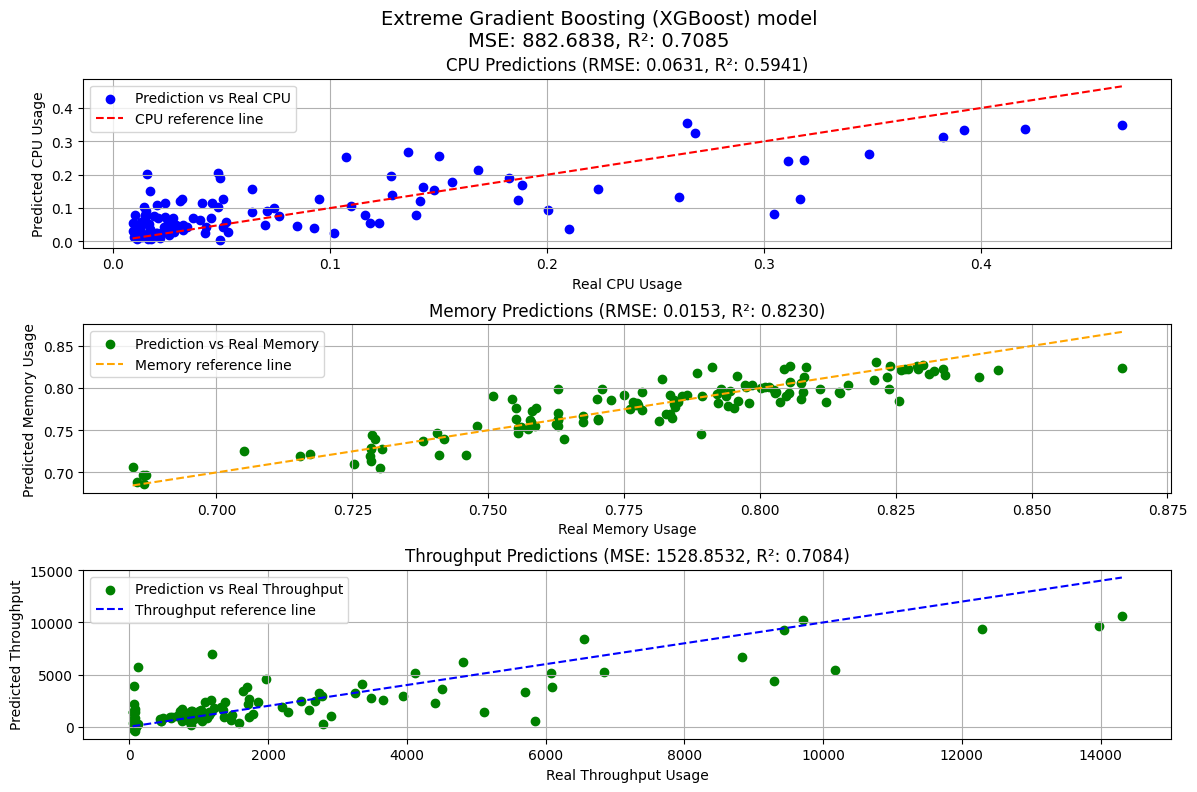 Extreme Gradient Boosting (XGBoost) model
MSE: 882.6838, R²: 0.7085
CPU Predictions (RMSE: 0.0631, R²: 0.5941)
Predicted CPU Usage
0.4
0.3
0.2
0.1
0.0
Prediction vs Real CPU
CPU reference line
0.0 0.1 0.2 0.3 0.4
Real CPU Usage
Memory Predictions (RMSE: 0.0153, R²: 0.8230)
Predicted Memory Usage
0.85
0.80
0.75
0.70
Prediction vs Real Memory
Memory reference line
0.700 0.725 0.750 0.775 0.800 0.825 0.850 0.875
Real Memory Usage
Throughput Predictions (MSE: 1528.8532, R²: 0.7084)
Predicted Throughput
15000
10000
5000
0
Prediction vs Real Throughput
Throughput reference line
0 2000 4000 6000 8000 10000 12000 14000
Real Throughput Usage